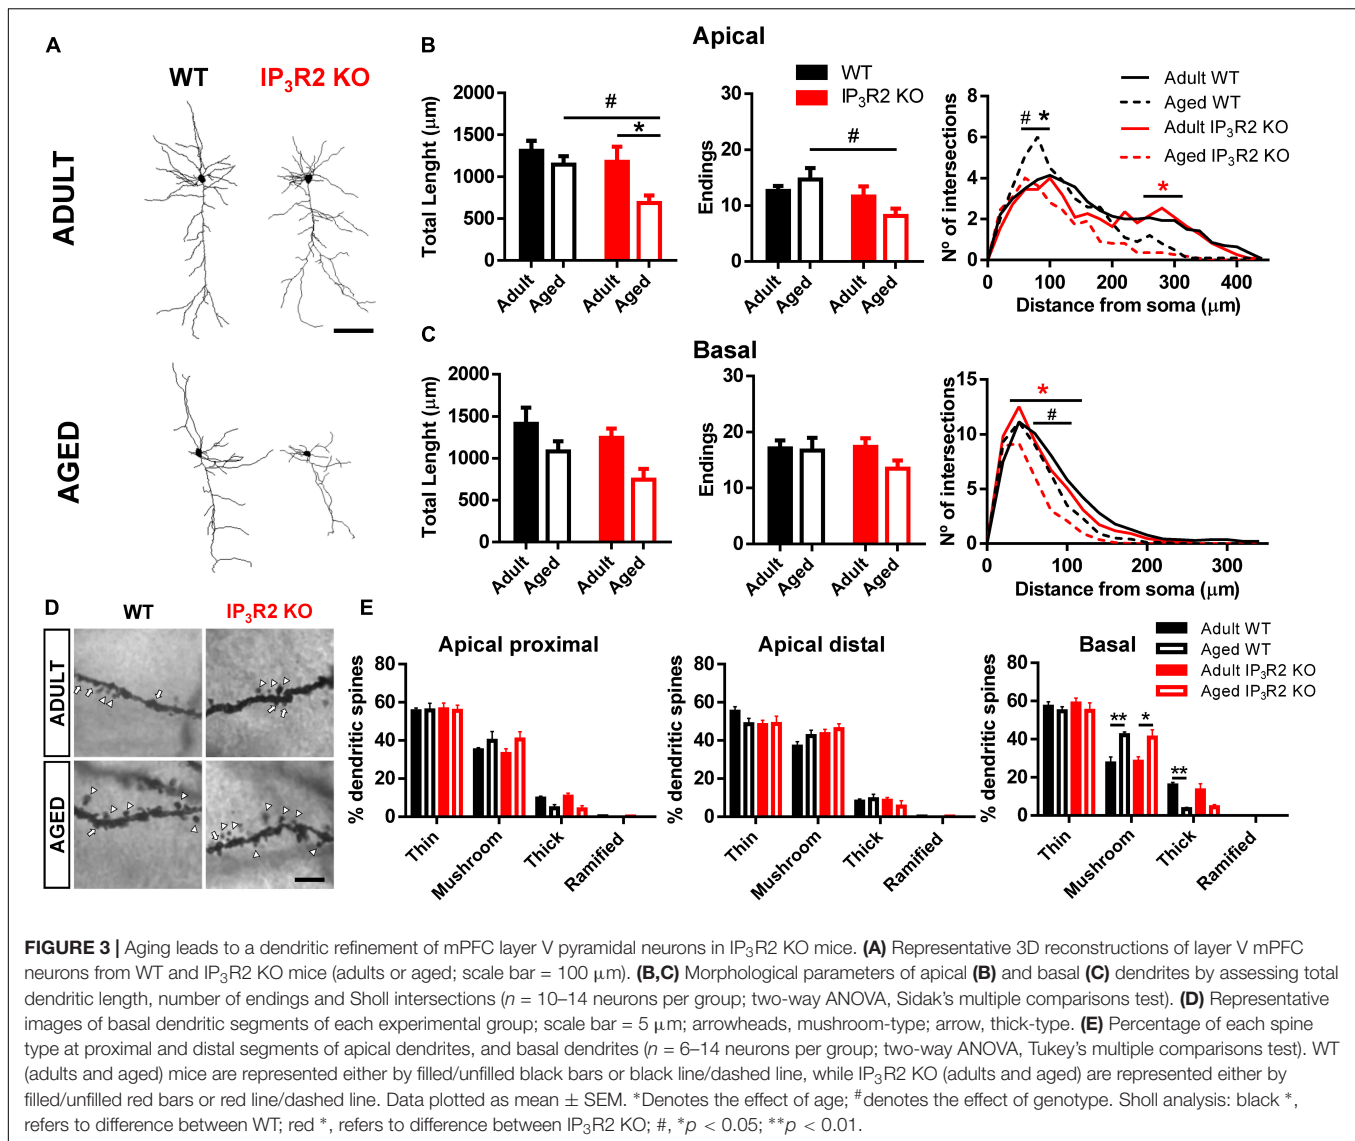 A
WT
IP3R2 KO
ADULT
AGED
B
Apical
WT
IP3R2 KO
Total Lenght (μm)
2000
1500
1000
500
0
#
*
Adult
Aged
Adult
Aged
Endings
30
20
10
0
#
Adult
Aged
Adult
Aged
Adult WT
Aged WT
Adult IP3R2 KO
Aged IP3R2 KO
Nº of intersections
8
6
4
2
0
# *
*
0
100
200
300
400
Distance from soma (μm)
C
Basal
Total Lenght (μm)
2000
1500
1000
500
0
Adult
Aged
Adult
Aged
Endings
30
20
10
0
Adult
Aged
Adult
Aged
Nº of intersections
15
10
5
0
*
#
0
100
200
300
Distance from soma (μm)
D
WT
IP3R2 KO
ADULT
AGED
E
Apical proximal
% dendritic spines
80
60
40
20
0
Thin
Mushroom
Thick
Ramified
Apical distal
% dendritic spines
80
60
40
20
0
Thin
Mushroom
Thick
Ramified
Basal
Adult WT
Aged WT
Adult IP3R2 KO
Aged IP3R2 KO
% dendritic spines
80
60
40
20
0
**
*
**
Thin
Mushroom
Thick
Ramified
FIGURE 3 | Aging leads to a dendritic refinement of mPFC layer V pyramidal neurons in IP3R2 KO mice. (A) Representative 3D reconstructions of layer V mPFC
neurons from WT and IP3R2 KO mice (adults or aged; scale bar = 100 μm). (B,C) Morphological parameters of apical (B) and basal (C) dendrites by assessing total
dendritic length, number of endings and Sholl intersections (n = 10–14 neurons per group; two-way ANOVA, Sidak's multiple comparisons test). (D) Representative
images of basal dendritic segments of each experimental group; scale bar = 5 μm; arrowheads, mushroom-type; arrow, thick-type. (E) Percentage of each spine
type at proximal and distal segments of apical dendrites, and basal dendrites (n = 6–14 neurons per group; two-way ANOVA, Tukey's multiple comparisons test). WT
(adults and aged) mice are represented either by filled/unfilled black bars or black line/dashed line, while IP3R2 KO (adults and aged) are represented either by
filled/unfilled red bars or red line/dashed line. Data plotted as mean ± SEM. *Denotes the effect of age; #denotes the effect of genotype. Sholl analysis: black *,
refers to difference between WT; red *, refers to difference between IP3R2 KO; #, *p < 0.05; **p < 0.01.